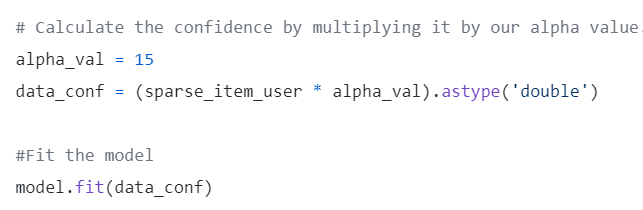 # Calculate the confidence by multiplying it by our alpha value.
alpha_val = 15
data_conf = (sparse_item_user * alpha_val).astype('double')
#Fit the model
model.fit(data_conf)